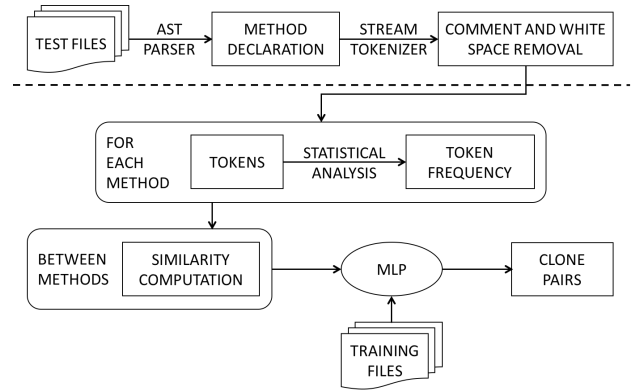 TEST FILES
AST
PARSER
METHOD
DECLARATION
STREAM
TOKENIZER
COMMENT AND WHITE
SPACE REMOVAL
FOR
EACH
METHOD
TOKENS
STATISTICAL
ANALYSIS
TOKEN
FREQUENCY
BETWEEN
METHODS
SIMILARITY
COMPUTATION
MLP
CLONE
PAIRS
TRAINING
FILES